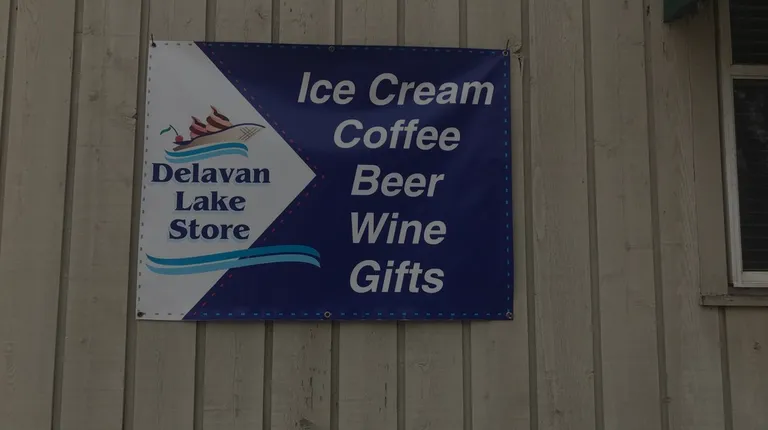 Delavan
Lake
Store
Ice Cream
Coffee
Beer
Wine
Gifts